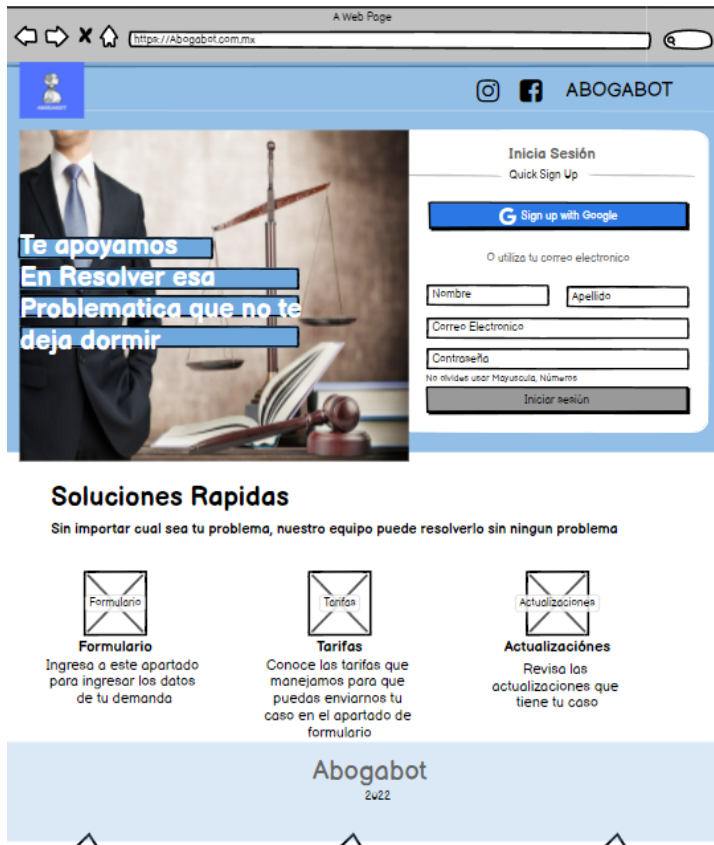 A Web Page
https://Abogabot.com.mx
ABOGABOT
ABOGABOT
Inicia Sesión
Quick Sign Up
G Sign up with Google
O utiliza tu correo electronico
Nombre
Apellido
Correo Electronico
Contraseña
No olvides usar Mayuscula, Números
Iniciar sesión
Te apoyamos
En Resolver esa
Problematica que no te
deja dormir
Soluciones Rapidas
Sin importar cual sea tu problema, nuestro equipo puede resolverlo sin ningun problema
Formulario
Formulario
Ingresa a este apartado
para ingresar los datos
de tu demanda
Tarifas
Tarifas
Conoce las tarifas que
manejamos para que
puedas enviarnos tu
caso en el apartado de
formulario
Actualizaciones
Actualizaciónes
Revisa las
actualizaciones que
tiene tu caso
Abogabot
2022